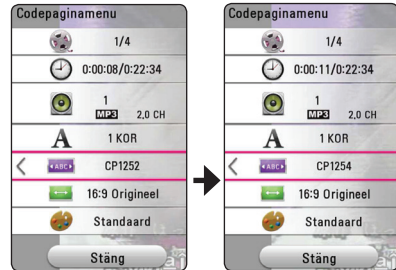 Codepaginamenu
1/4
0:00:08/0:22:34
1
MP3 2.0 CH
A 1 KOR
ABC CP1252
16:9 Origineel
Standaard
Stäng
Codepaginamenu
1/4
0:00:11/0:22:34
1
MP3 2.0 CH
A 1 KOR
ABC CP1254
16:9 Origineel
Standaard
Stäng